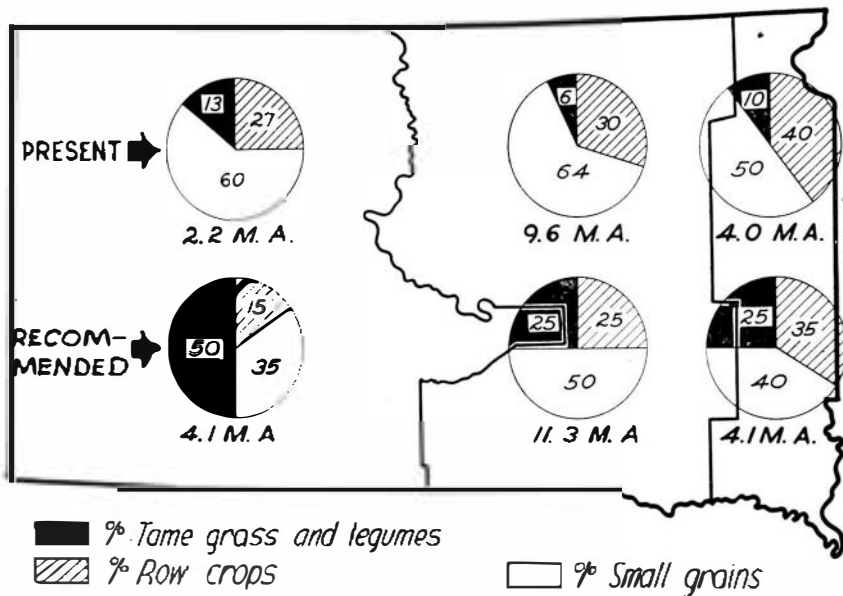 PRESENT
13
27
60
2.2 M. A.
6
30
64
9.6 M.A.
10
40
50
4.0 M.A.
RECOM-
MENDED
50
15
35
4.1 M. A
25
25
50
11.3 M.A
25
35
40
4.1 M.A.
% Tame grass and legumes
% Row crops
% Small grains